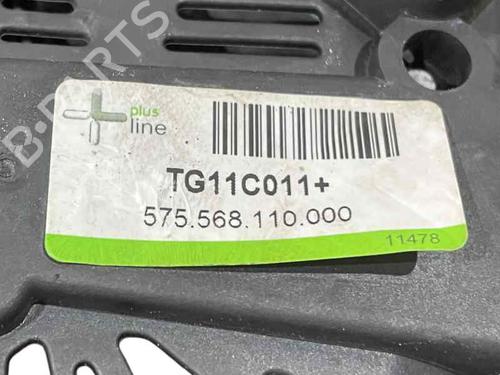 B-PARTS
plus
line
TG11C011+
575.568.110.000
11478